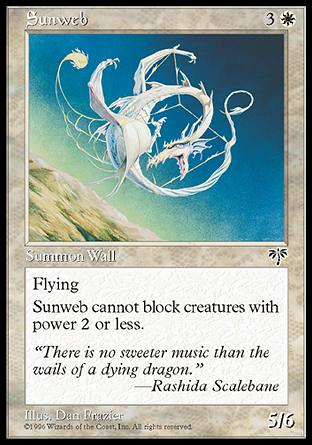 Sunweb 3
Summon Wall
Flying
Sunweb cannot block creatures with
power 2 or less.
“There is no sweeter music than the
wails of a dying dragon.”
—Rashida Scalebane
Illus. Dan Frazier
©1996 Wizards of the Coast, Inc. All rights reserved. 5/6